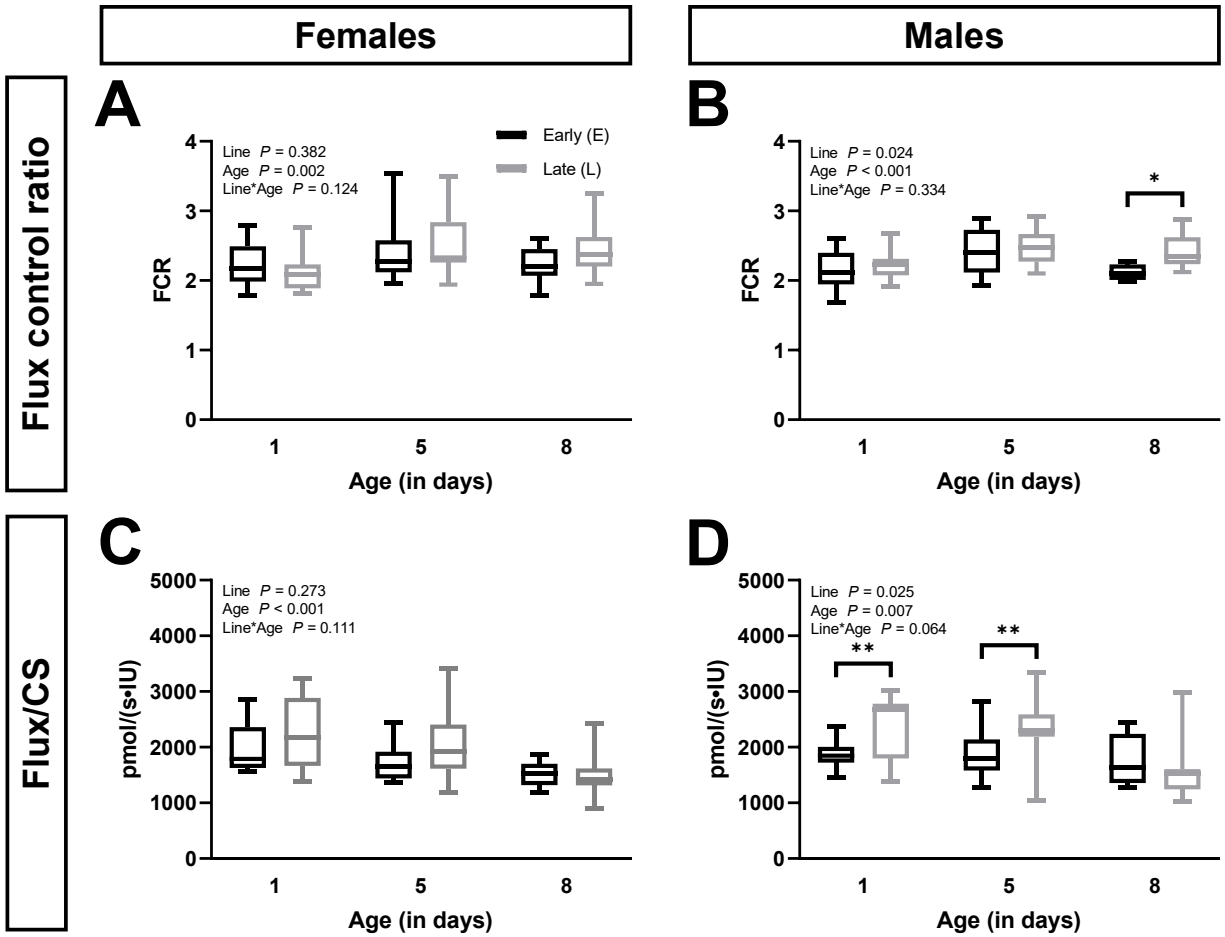 Females
Males
Flux control ratio
A
Early (E)
Late (L)
Line P = 0.382
Age P = 0.002
Line*Age P = 0.124
FCR
4
3
2
1
0
1 5 8
Age (in days)
B
Line P = 0.024
Age P < 0.001
Line*Age P = 0.334
*
FCR
4
3
2
1
0
1 5 8
Age (in days)
Flux/CS
C
Line P = 0.273
Age P < 0.001
Line*Age P = 0.111
pmol/(s•IU)
5000
4000
3000
2000
1000
0
1 5 8
Age (in days)
D
Line P = 0.025
Age P = 0.007
Line*Age P = 0.064
**
**
pmol/(s•IU)
5000
4000
3000
2000
1000
0
1 5 8
Age (in days)